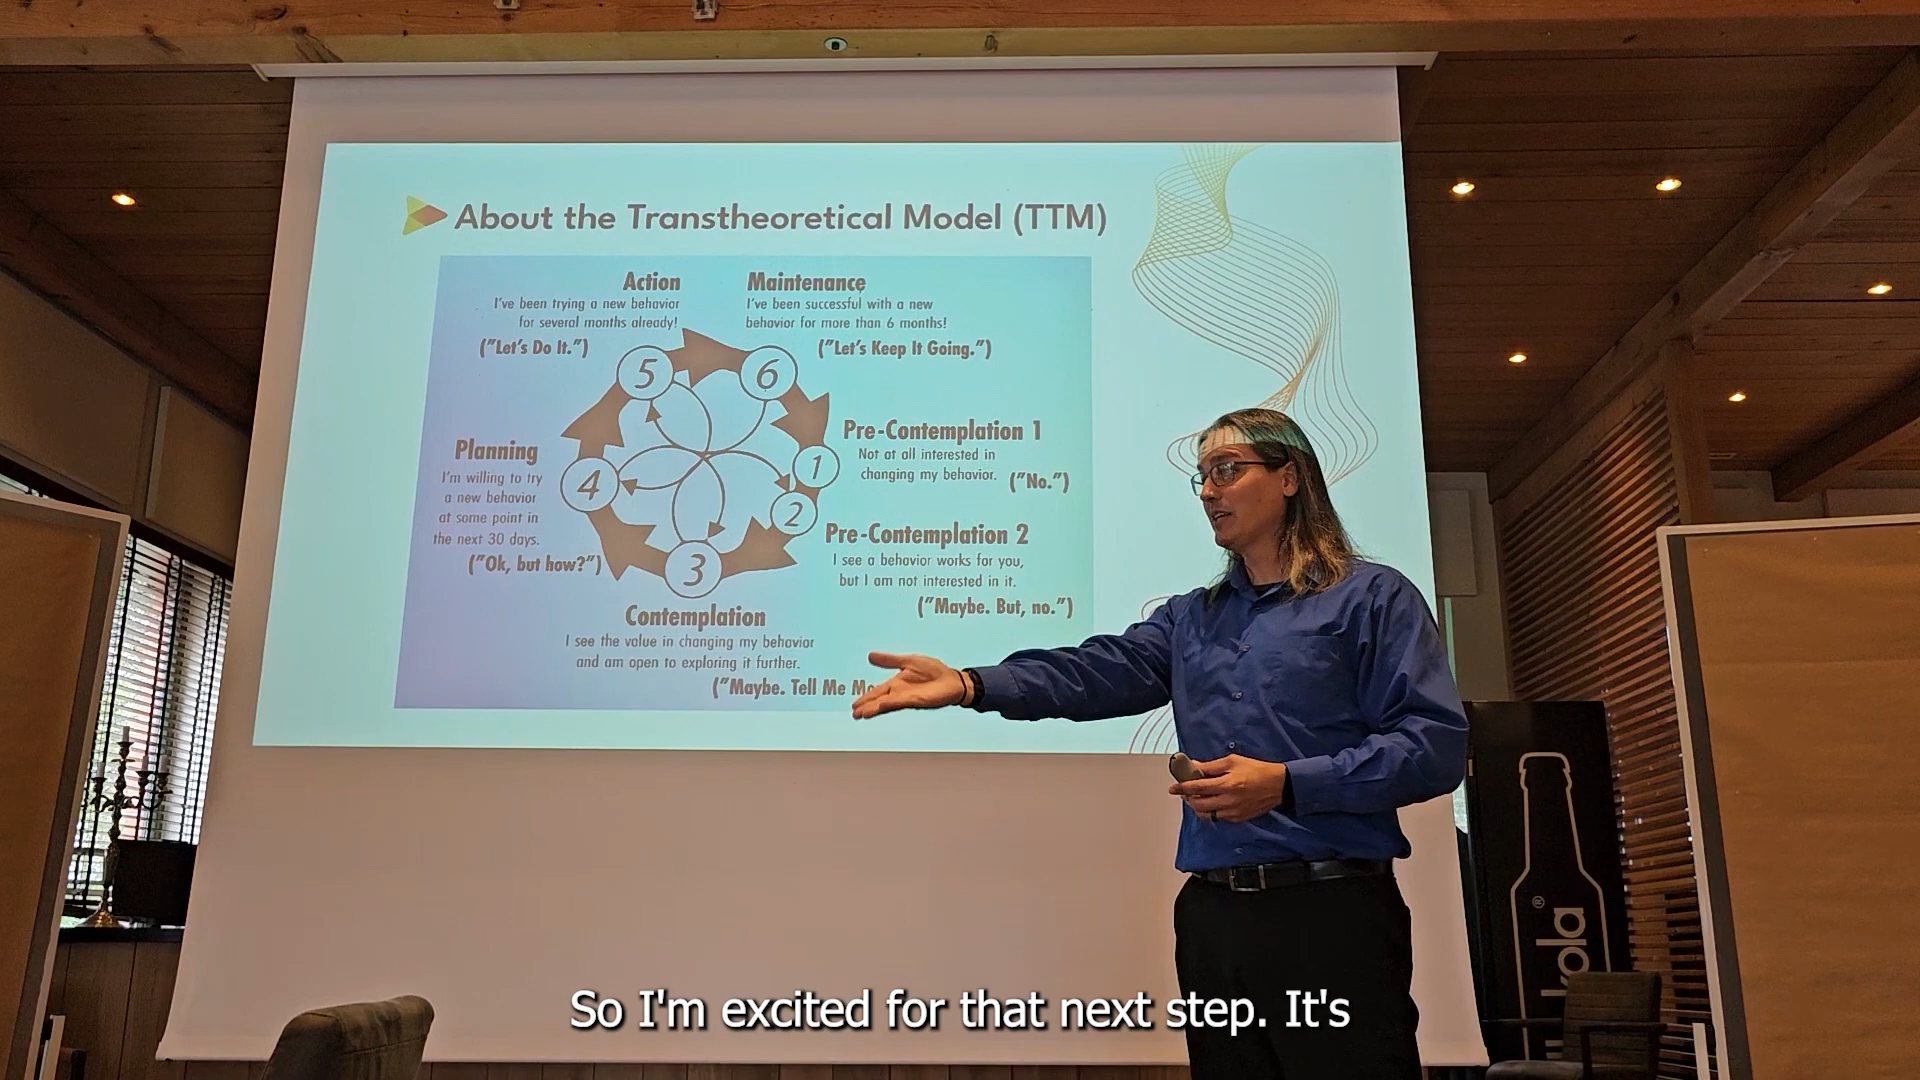 About the Transtheoretical Model (TTM)
Action
I've been trying a new behavior
for several months already!
("Let's Do It.")
Maintenance
I've been successful with a new
behavior for more than 6 months!
("Let's Keep It Going.")
5
6
Pre-Contemplation 1
Not at all interested in
changing my behavior.
("No.")
1
Planning
I'm willing to try
a new behavior
at some point in
the next 30 days.
("Ok, but how?")
4
2
Pre-Contemplation 2
I see a behavior works for you,
but I am not interested in it.
("Maybe. But, no.")
3
Contemplation
I see the value in changing my behavior
and am open to exploring it further.
("Maybe. Tell Me
kola
®
So I'm excited for that next step. It's